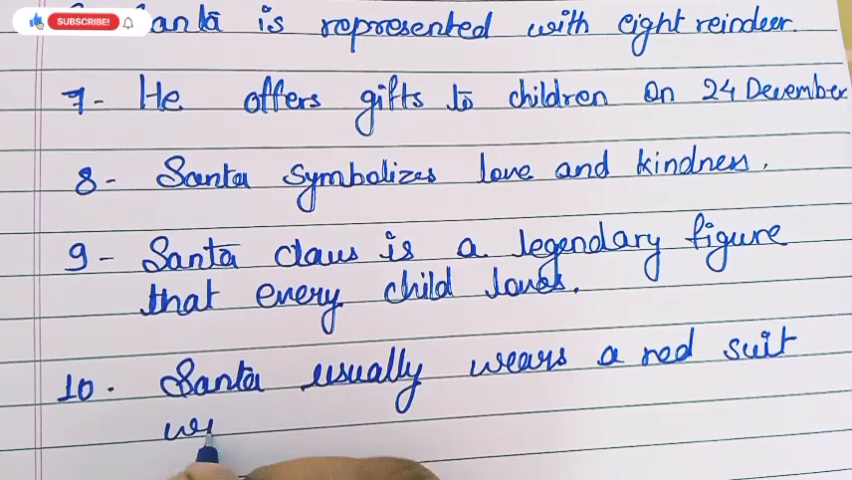 SUBSCRIBE
Santa is represented with eight reindeer.
7- He offers gifts to children on 24 December
8- Santa symbolizes love and kindness.
9- Santa claus is a legendary figure
that every child loves.
10. Santa usually wears a red suit